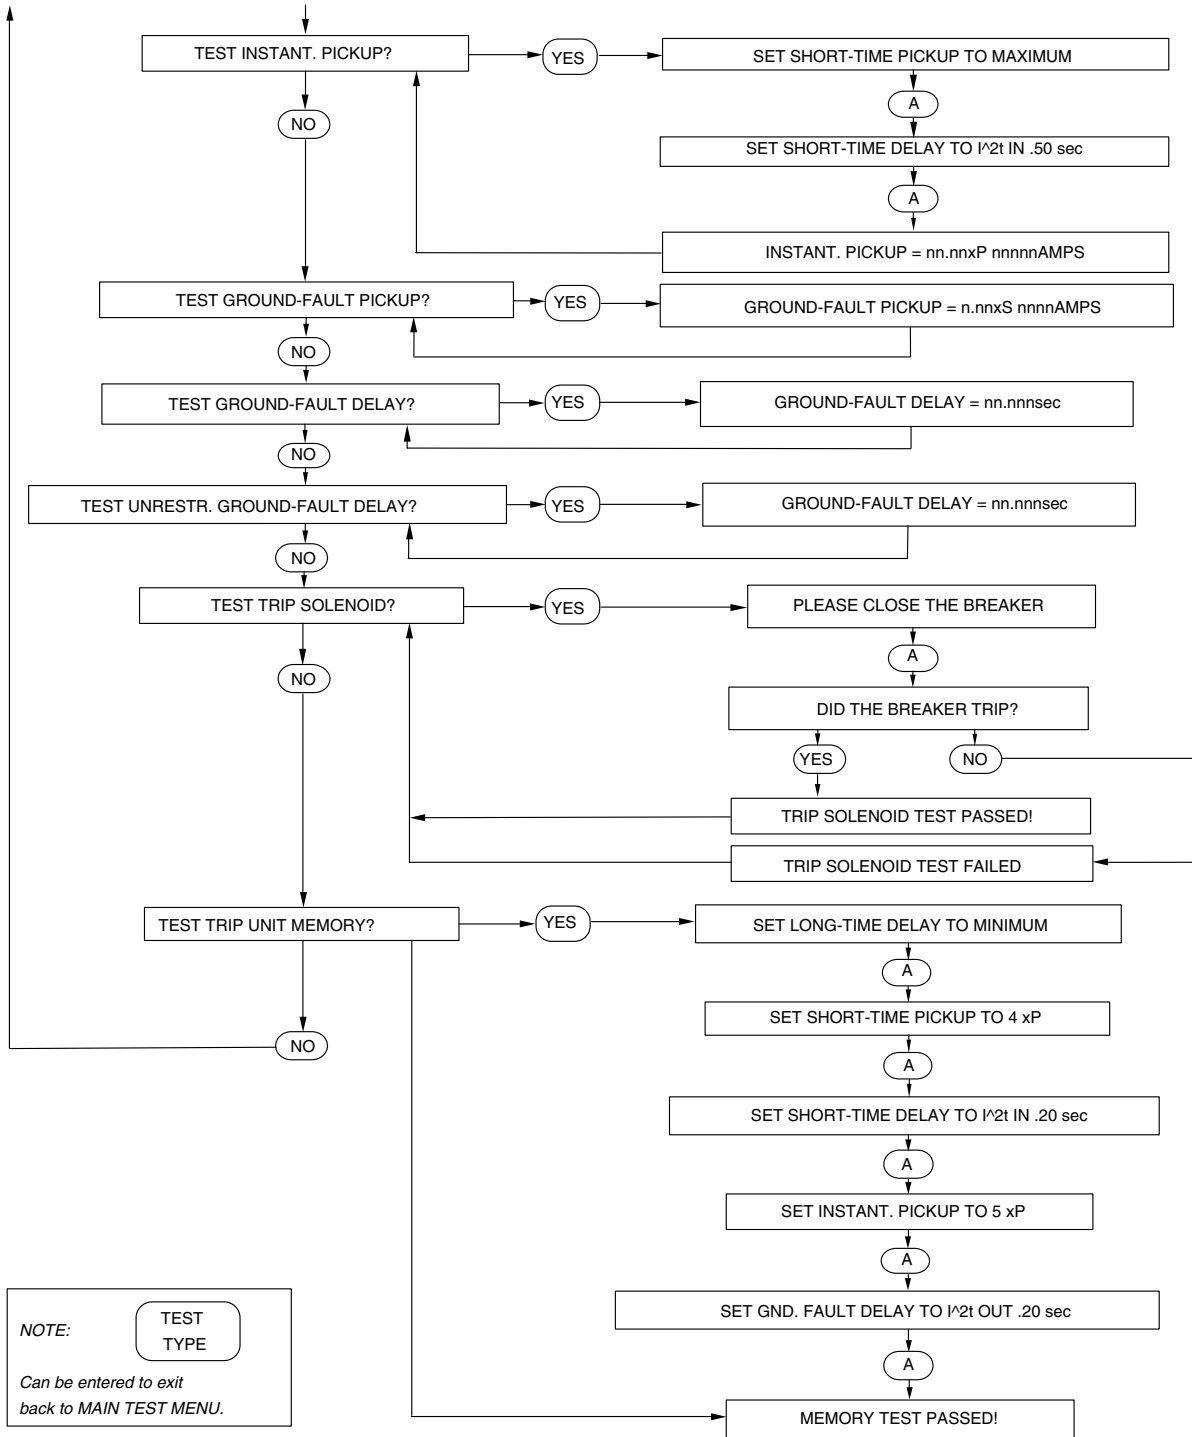 TEST INSTANT. PICKUP?
YES
SET SHORT-TIME PICKUP TO MAXIMUM
A
NO
SET SHORT-TIME DELAY TO I^2t IN .50 sec
A
INSTANT. PICKUP = nn.nnxP nnnnnAMPS
TEST GROUND-FAULT PICKUP?
YES
GROUND-FAULT PICKUP = n.nnxS nnnnAMPS
NO
TEST GROUND-FAULT DELAY?
YES
GROUND-FAULT DELAY = nn.nnnsec
NO
TEST UNRESTR. GROUND-FAULT DELAY?
YES
GROUND-FAULT DELAY = nn.nnnsec
NO
TEST TRIP SOLENOID?
YES
PLEASE CLOSE THE BREAKER
A
NO
DID THE BREAKER TRIP?
YES
NO
TRIP SOLENOID TEST PASSED!
TRIP SOLENOID TEST FAILED
TEST TRIP UNIT MEMORY?
YES
SET LONG-TIME DELAY TO MINIMUM
A
SET SHORT-TIME PICKUP TO 4 xP
NO
A
SET SHORT-TIME DELAY TO I^2t IN .20 sec
A
SET INSTANT. PICKUP TO 5 xP
A
SET GND. FAULT DELAY TO I^2t OUT .20 sec
A
MEMORY TEST PASSED!
NOTE:
TEST
TYPE
Can be entered to exit
back to MAIN TEST MENU.